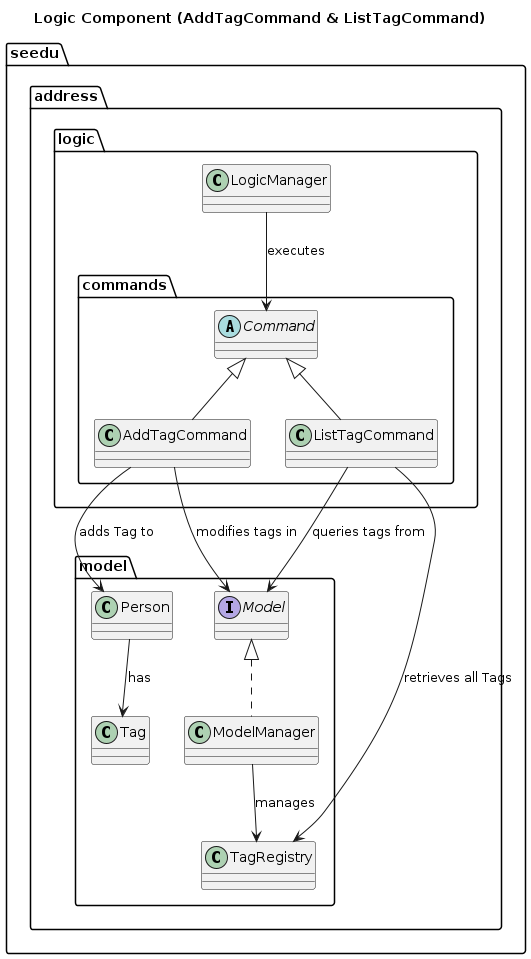 Logic Component (AddTagCommand & ListTagCommand)
seedu
address
logic
C LogicManager
executes
commands
A Command
C AddTagCommand
C ListTagCommand
adds Tag to
modifies tags in
queries tags from
model
C Person
I Model
has
retrieves all Tags
C Tag
C ModelManager
manages
C TagRegistry